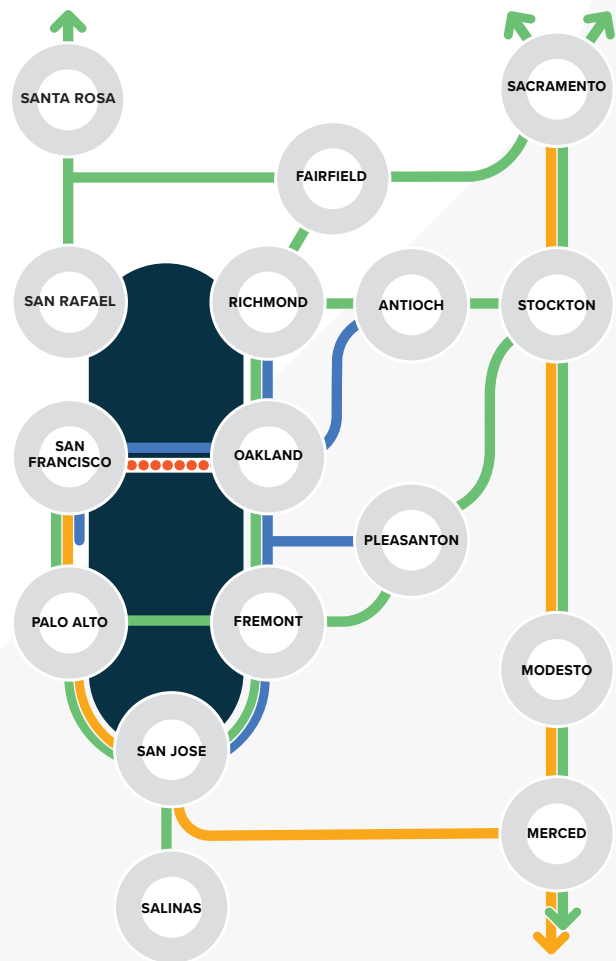 SACRAMENTO
SANTA ROSA
FAIRFIELD
SAN RAFAEL
RICHMOND
ANTIOCH
STOCKTON
SAN
FRANCISCO
OAKLAND
PLEASANTON
PALO ALTO
FREMONT
MODESTO
SAN JOSE
MERCED
SALINAS